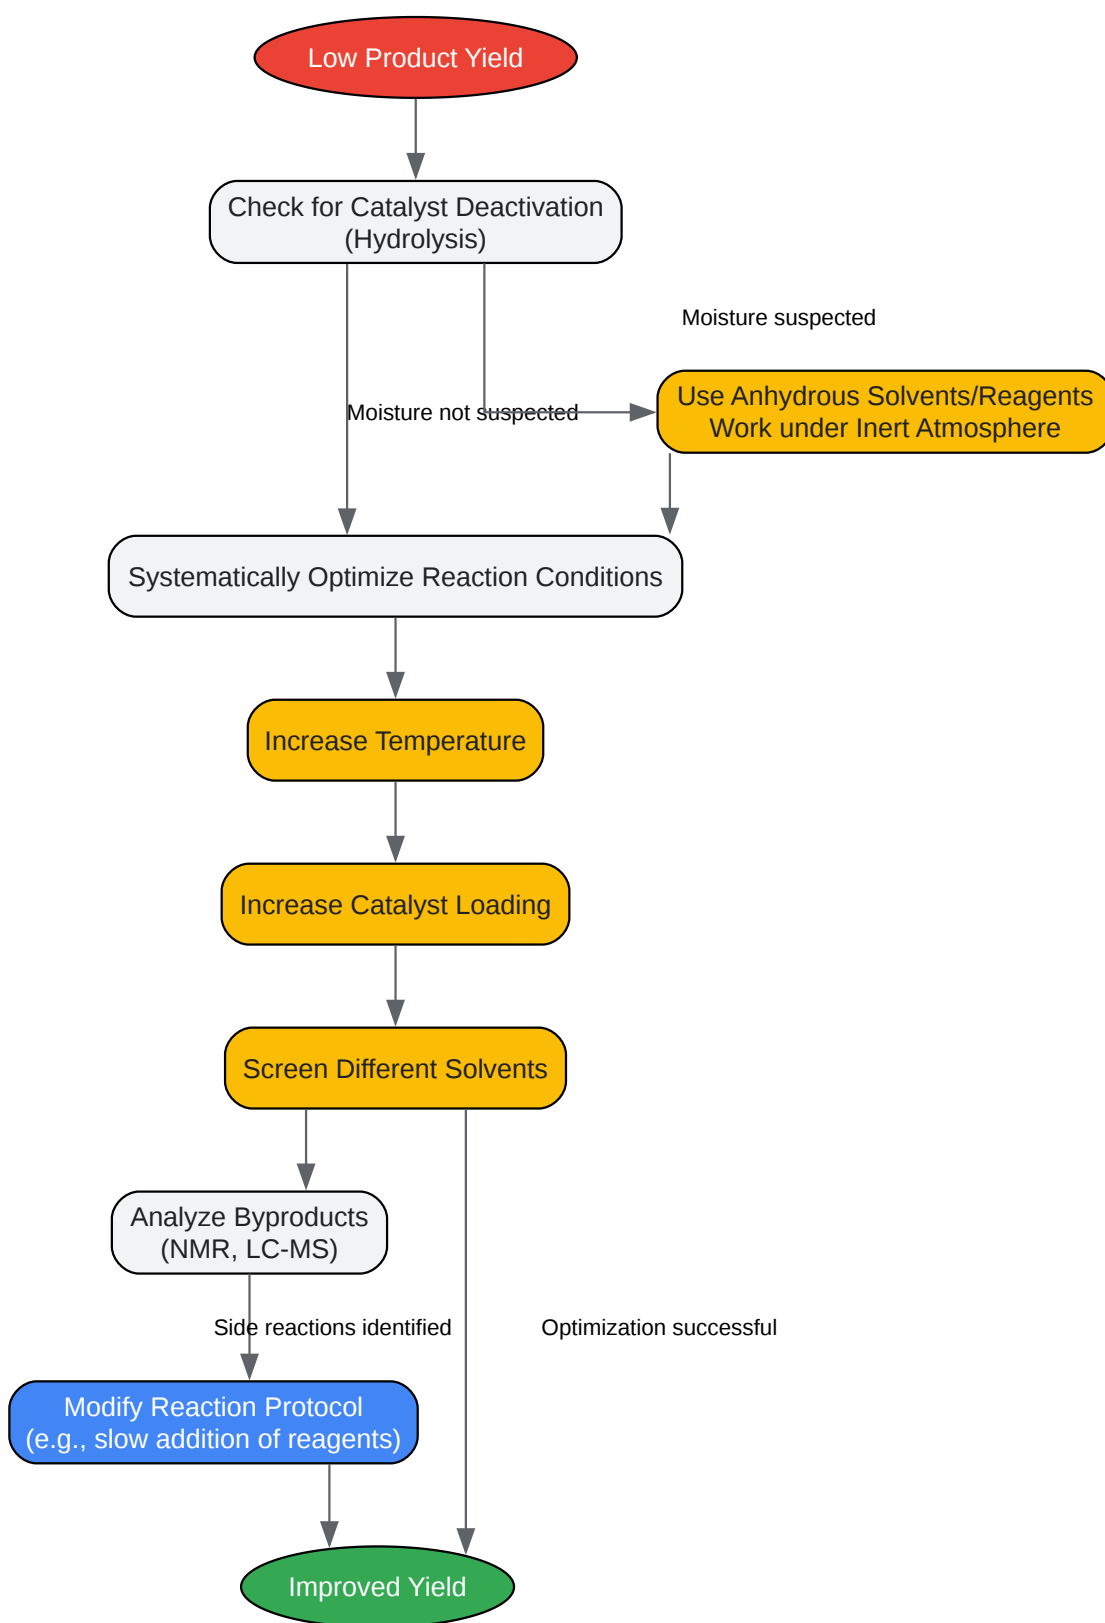 Low Product Yield
Check for Catalyst Deactivation
(Hydrolysis)
Moisture suspected
Use Anhydrous Solvents/Reagents
Work under Inert Atmosphere
Moisture not suspected
Systematically Optimize Reaction Conditions
Increase Temperature
Increase Catalyst Loading
Screen Different Solvents
Analyze Byproducts
(NMR, LC-MS)
Side reactions identified
Optimization successful
Modify Reaction Protocol
(e.g., slow addition of reagents)
Improved Yield